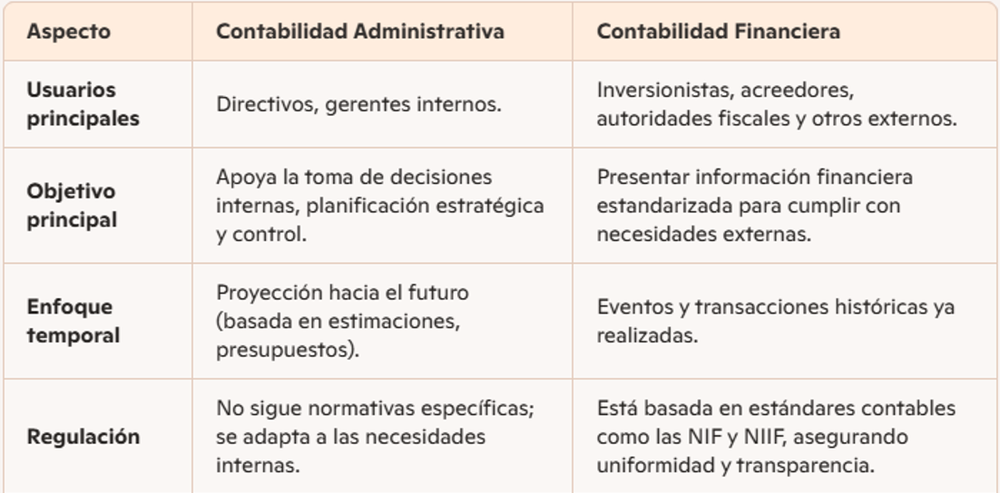 Aspecto
Contabilidad Administrativa
Contabilidad Financiera
Usuarios
principales
Directivos, gerentes internos.
Inversionistas, acreedores,
autoridades fiscales y otros externos.
Objetivo
principal
Apoya la toma de decisiones
internas, planificación estratégica
y control.
Presentar información financiera
estandarizada para cumplir con
necesidades externas.
Enfoque
temporal
Proyección hacia el futuro
(basada en estimaciones,
presupuestos).
Eventos y transacciones históricas ya
realizadas.
Regulación
No sigue normativas específicas;
se adapta a las necesidades
internas.
Está basada en estándares contables
como las NIF y NIIF, asegurando
uniformidad y transparencia.